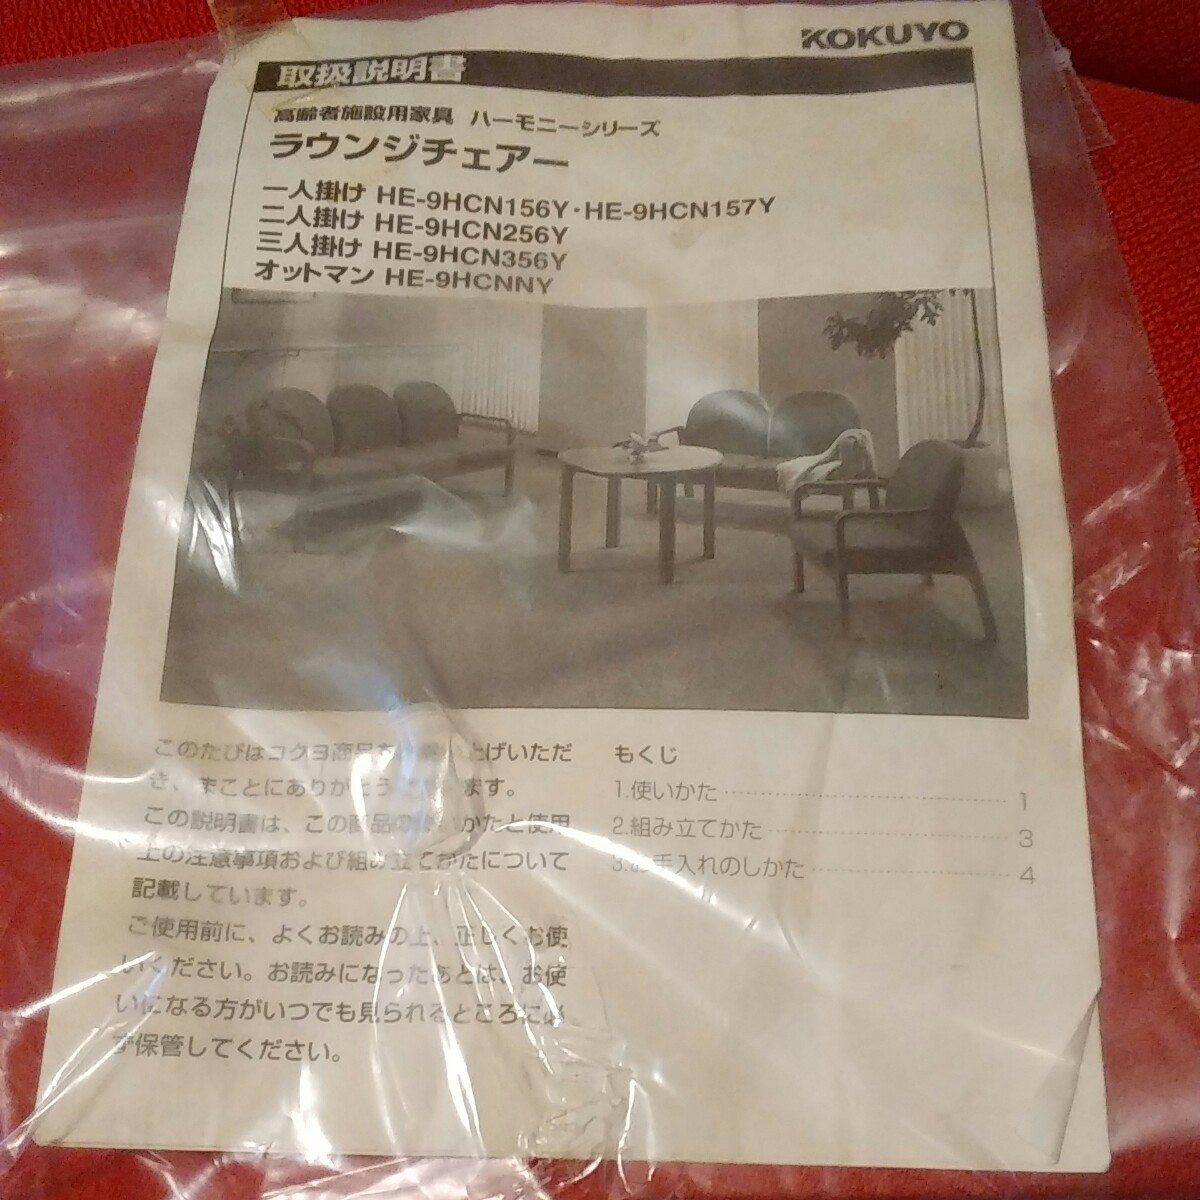 KOKUYO
取扱説明書
高齢者施設用家具 ハーモニーシリーズ
ラウンジチェアー
一人掛け HE-9HCN156Y・HE-9HCN157Y
二人掛け HE-9HCN256Y
三人掛け HE-9HCN356Y
オットマン HE-9HCNNY
このたびはコクヨ商品を 上げいただ
き、まことにありがとう ます。
この説明書は、この商品の かたと使用
上の注意事項および組み立てかたについて
記載しています。
ご使用前に、よくお読みの上、正しくお使
いください。お読みになったあとは、お使
いになる方がいつでも見られるところに必
ず保管してください。
もくじ
1.使いかた 1
2.組み立てかた 3
3.お手入れのしかた 4